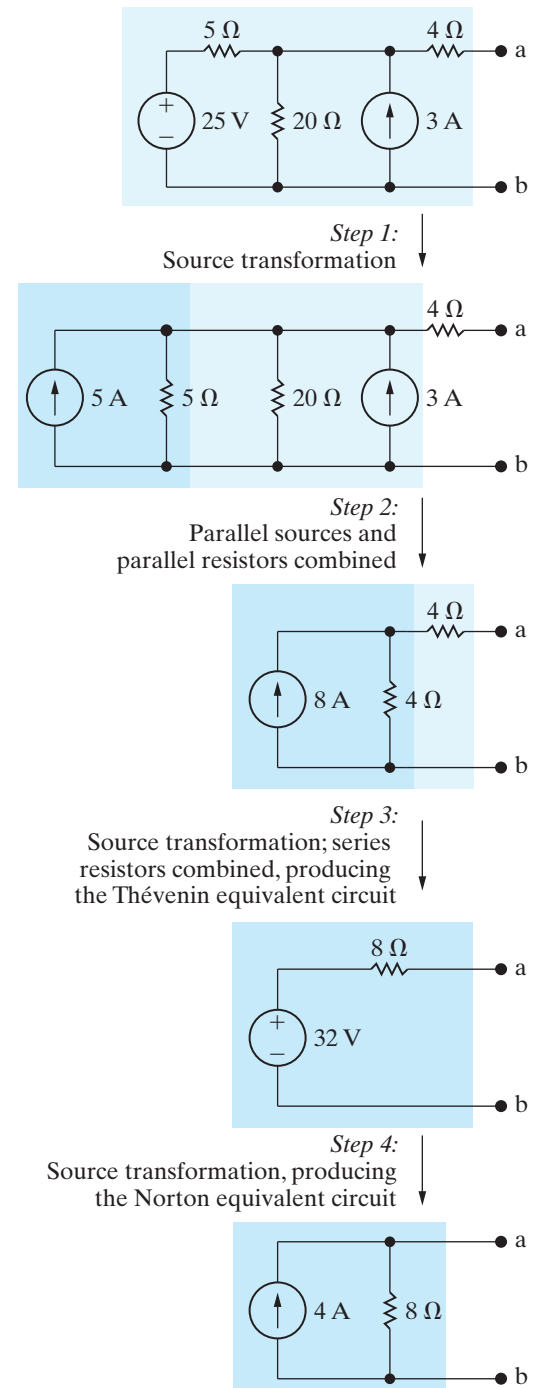 5 Ω 4 Ω
a
+
−
25 V 20 Ω 3 A
b
Step 1:
Source transformation
4 Ω
a
5 A 5 Ω 20 Ω 3 A
b
Step 2:
Parallel sources and
parallel resistors combined
4 Ω
a
8 A 4 Ω
b
Step 3:
Source transformation; series
resistors combined, producing
the Thévenin equivalent circuit
8 Ω
a
+
−
32 V
b
Step 4:
Source transformation, producing
the Norton equivalent circuit
a
4 A 8 Ω
b